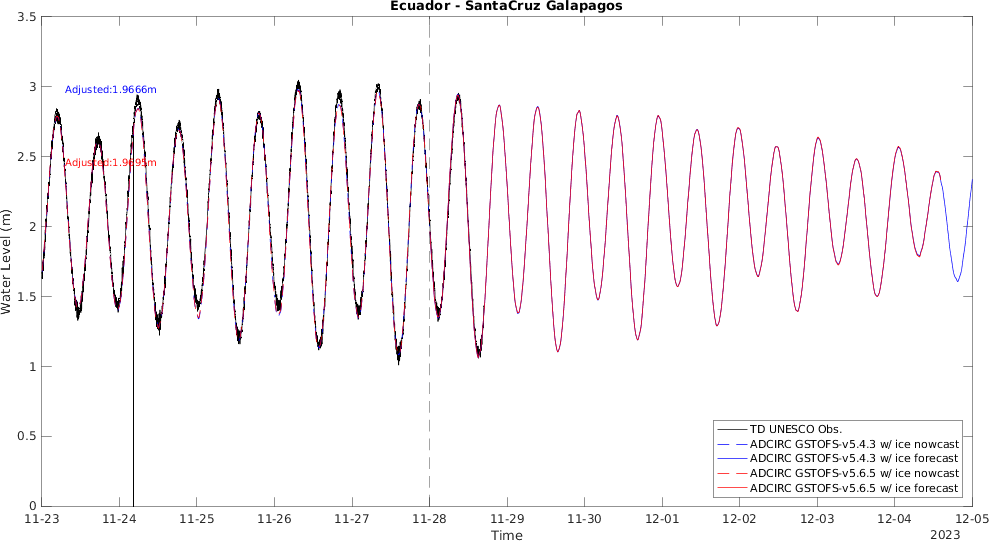 Ecuador - SantaCruz Galapagos
3.5
3
2.5
2
1.5
1
0.5
0
Water Level (m)
Adjusted:1.9666m
Adjusted:1.9695m
TD UNESCO Obs.
ADCIRC GSTOFS-v5.4.3 w/ ice nowcast
ADCIRC GSTOFS-v5.4.3 w/ ice forecast
ADCIRC GSTOFS-v5.6.5 w/ ice nowcast
ADCIRC GSTOFS-v5.6.5 w/ ice forecast
11-23 11-24 11-25 11-26 11-27 11-28 11-29 11-30 12-01 12-02 12-03 12-04 12-05
Time
2023